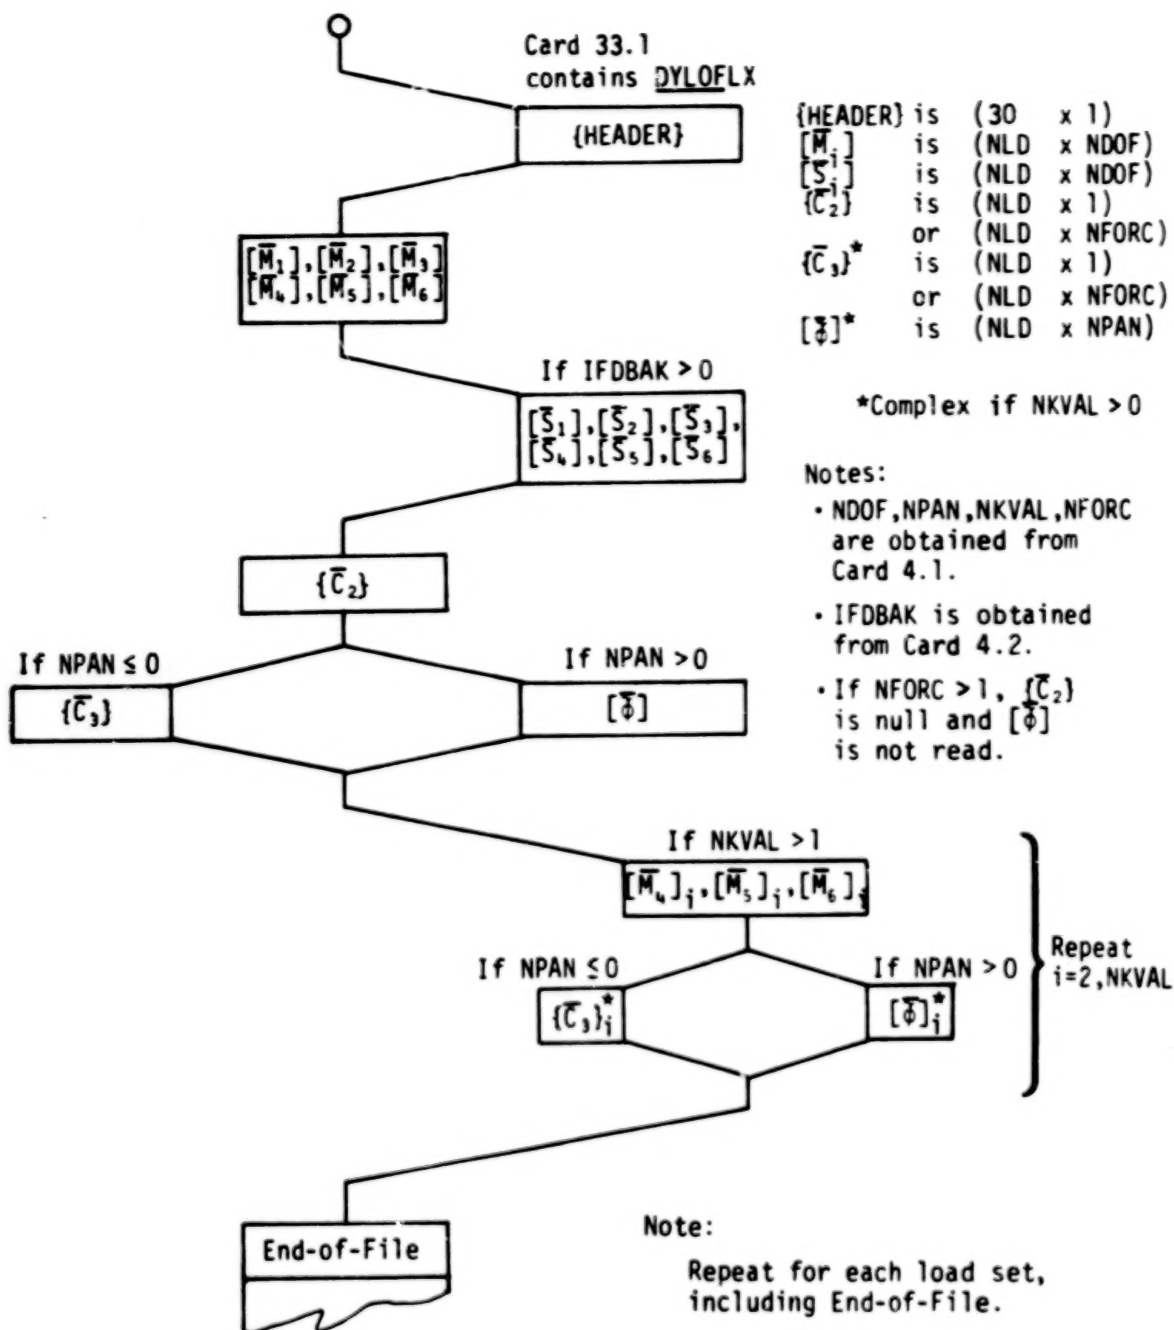 Card 33.1
contains DYLOFLX
{HEADER}
{HEADER} is (30 x 1)
[M̅ᵢ] is (NLD x NDOF)
[S̅ᵢ] is (NLD x NDOF)
{C̅₂} is (NLD x 1)
or (NLD x NFORC)
{C̅₃}* is (NLD x 1)
or (NLD x NFORC)
[Φ̅]* is (NLD x NPAN)
*Complex if NKVAL > 0
[M̅₁],[M̅₂],[M̅₃]
[M̅₄],[M̅₅],[M̅₆]
If IFDBAK > 0
[S̅₁],[S̅₂],[S̅₃],
[S̅₄],[S̅₅],[S̅₆]
Notes:
• NDOF,NPAN,NKVAL,NFORC
are obtained from
Card 4.1.
• IFDBAK is obtained
from Card 4.2.
• If NFORC > 1, {C̅₂}
is null and [Φ̅]
is not read.
{C̅₂}
If NPAN ≤ 0
{C̅₃}
If NPAN > 0
[Φ̅]
If NKVAL > 1
[M̅₄]ᵢ,[M̅₅]ᵢ,[M̅₆]ᵢ
If NPAN ≤ 0
{C̅₃}ᵢ*
If NPAN > 0
[Φ̅]ᵢ*
Repeat
i=2,NKVAL
End-of-File
Note:
Repeat for each load set,
including End-of-File.